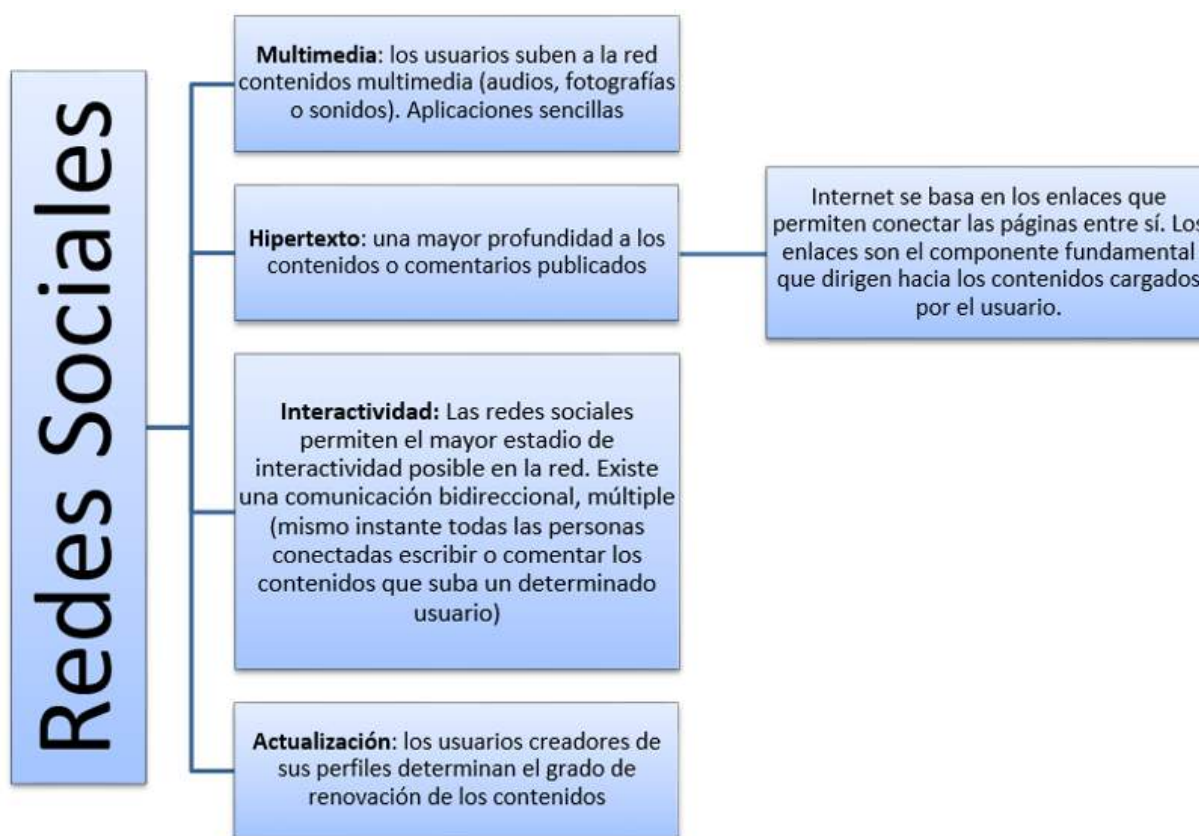 Redes Sociales
Multimedia: los usuarios suben a la red
contenidos multimedia (audios, fotografías
o sonidos). Aplicaciones sencillas
Hipertexto: una mayor profundidad a los
contenidos o comentarios publicados
Internet se basa en los enlaces que
permiten conectar las páginas entre sí. Los
enlaces son el componente fundamental
que dirigen hacia los contenidos cargados
por el usuario.
Interactividad: Las redes sociales
permiten el mayor estadio de
interactividad posible en la red. Existe
una comunicación bidireccional, múltiple
(mismo instante todas las personas
conectadas escribir o comentar los
contenidos que suba un determinado
usuario)
Actualización: los usuarios creadores de
sus perfiles determinan el grado de
renovación de los contenidos